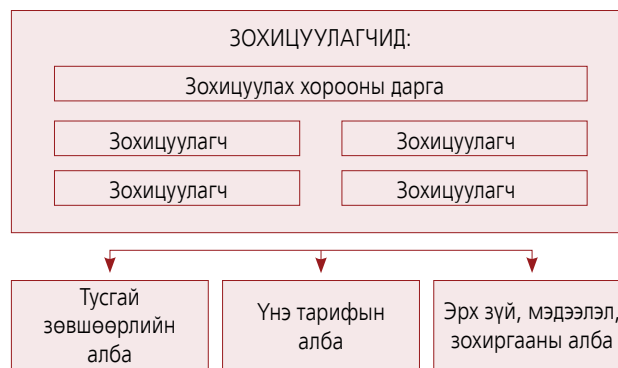 ЗОХИЦУУЛАГЧИД:
Зохицуулах хорооны дарга
Зохицуулагч
Зохицуулагч
Зохицуулагч
Зохицуулагч
Тусгай
зөвшөөрлийн
алба
Үнэ тарифын
алба
Эрх зүй, мэдээлэл,
зохиргааны алба